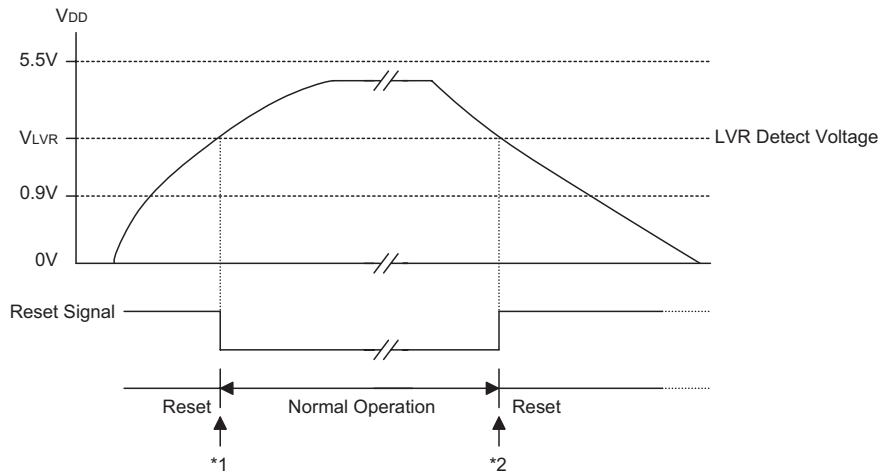 VDD
5.5V
VLVR
LVR Detect Voltage
0.9V
0V
Reset Signal
Reset
Normal Operation
Reset
*1
*2